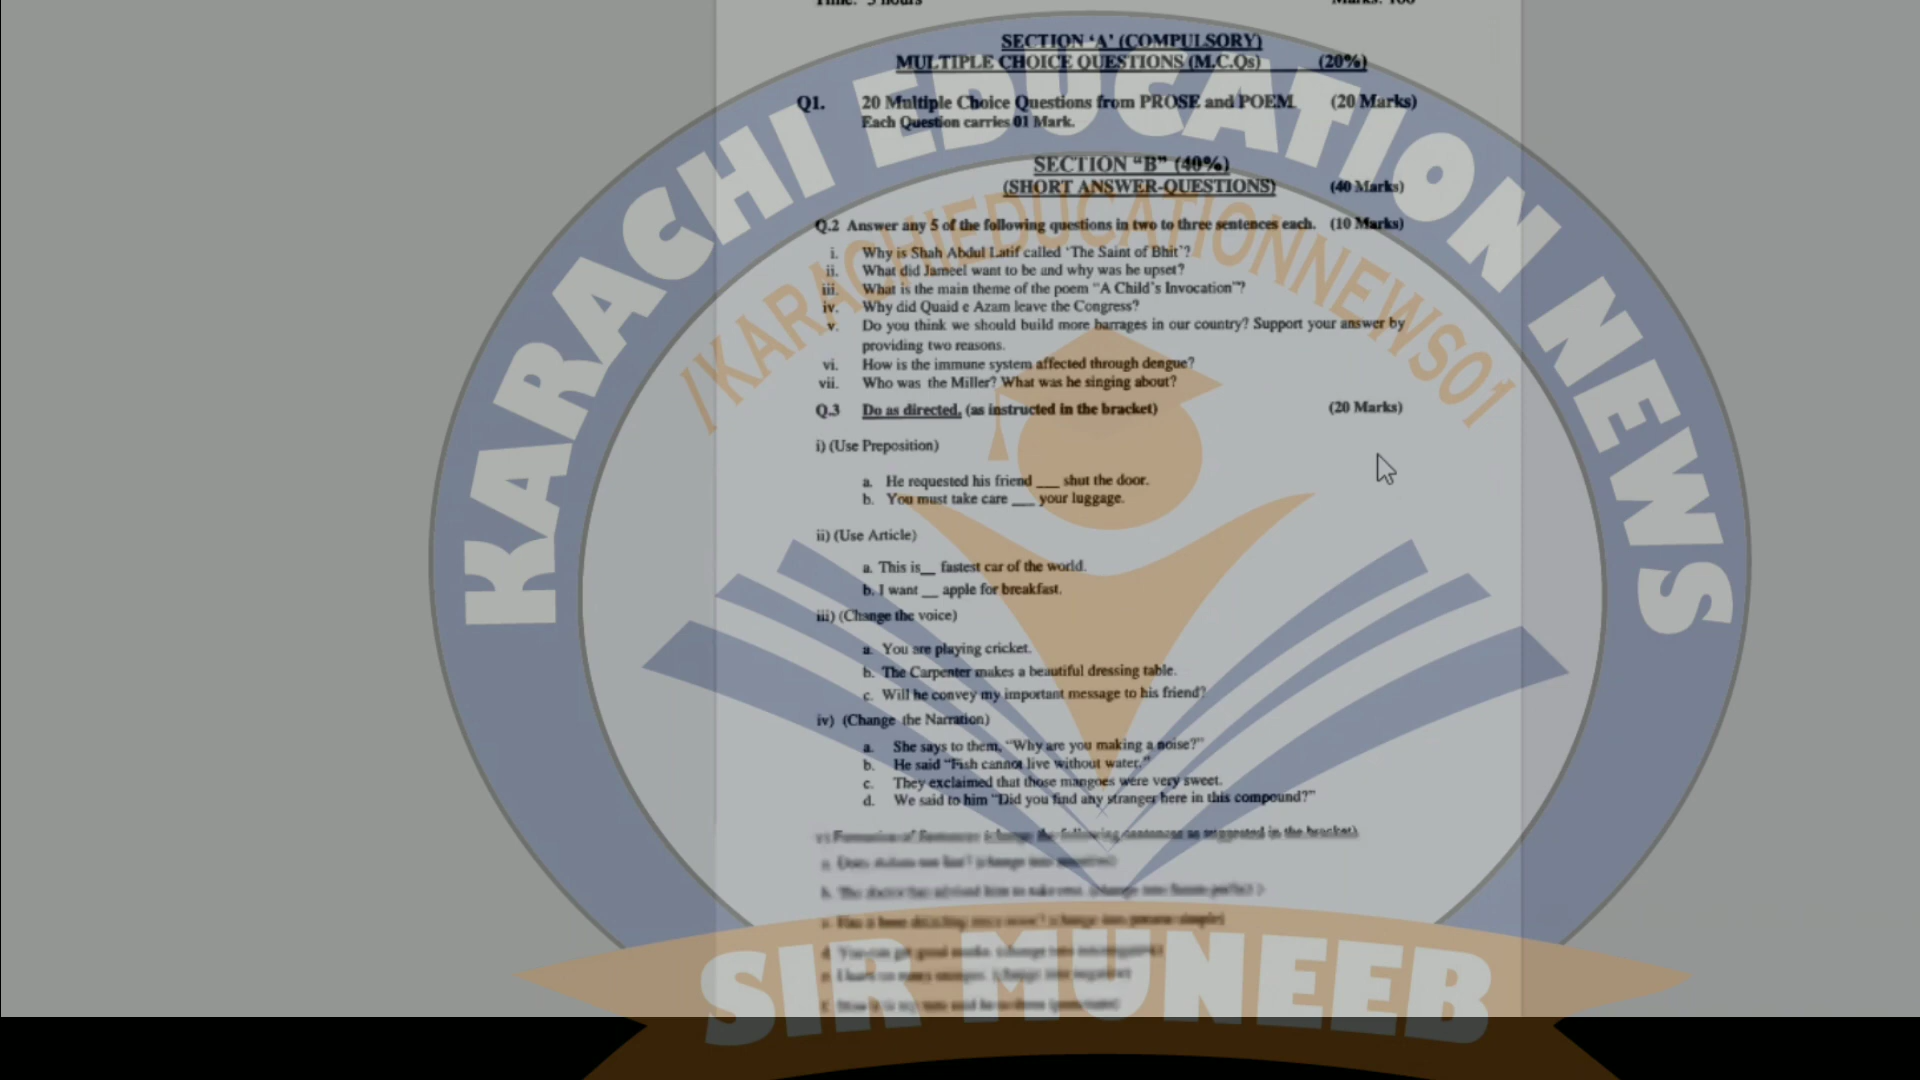 Time: 3 hours Marks: 100
SECTION ‘A’ (COMPULSORY)
MULTIPLE CHOICE QUESTIONS (M.C.Qs) (20%)
Q1. 20 Multiple Choice Questions from PROSE and POEM (20 Marks)
Each Question carries 01 Mark.
SECTION “B” (40%)
(SHORT ANSWER-QUESTIONS) (40 Marks)
Q.2 Answer any 5 of the following questions in two to three sentences each. (10 Marks)
i. Why is Shah Abdul Latif called ‘The Saint of Bhit’?
ii. What did Jameel want to be and why was he upset?
iii. What is the main theme of the poem “A Child’s Invocation”?
iv. Why did Quaid e Azam leave the Congress?
v. Do you think we should build more barrages in our country? Support your answer by
providing two reasons.
vi. How is the immune system affected through dengue?
vii. Who was the Miller? What was he singing about?
Q.3 Do as directed. (as instructed in the bracket) (20 Marks)
i) (Use Preposition)
a. He requested his friend ___ shut the door.
b. You must take care ___ your luggage.
ii) (Use Article)
a. This is__ fastest car of the world.
b. I want __ apple for breakfast.
iii) (Change the voice)
a. You are playing cricket.
b. The Carpenter makes a beautiful dressing table.
c. Will he convey my important message to his friend?
iv) (Change the Narration)
a. She says to them, “Why are you making a noise?”
b. He said “Fish cannot live without water.”
c. They exclaimed that those mangoes were very sweet.
d. We said to him “Did you find any stranger here in this compound?”
KARACHI EDUCATION NEWS
/KARACHIEDUCATIONNEWS01
SIR MUNEEB